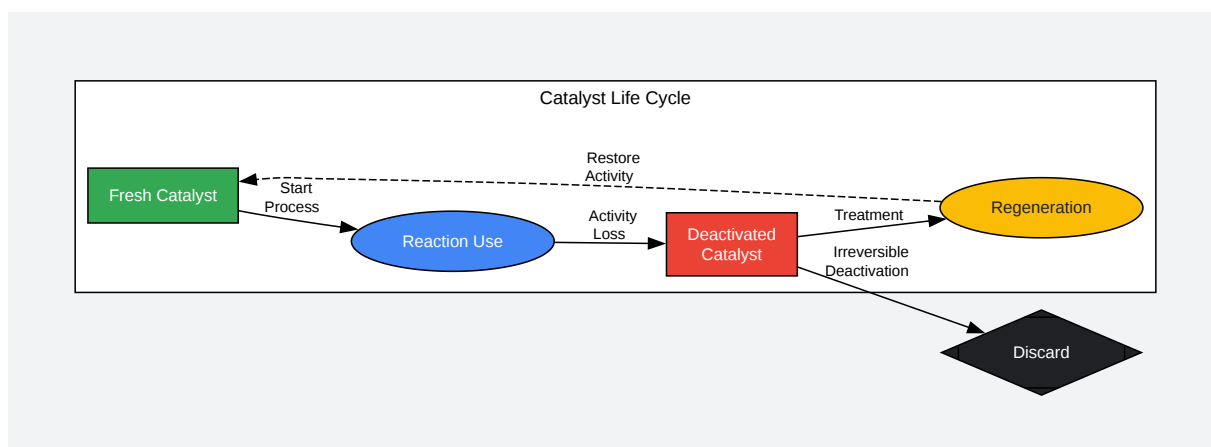 Catalyst Life Cycle
Restore
Activity
Fresh Catalyst
Start
Process
Reaction Use
Activity
Loss
Deactivated
Catalyst
Treatment
Regeneration
Irreversible
Deactivation
Discard